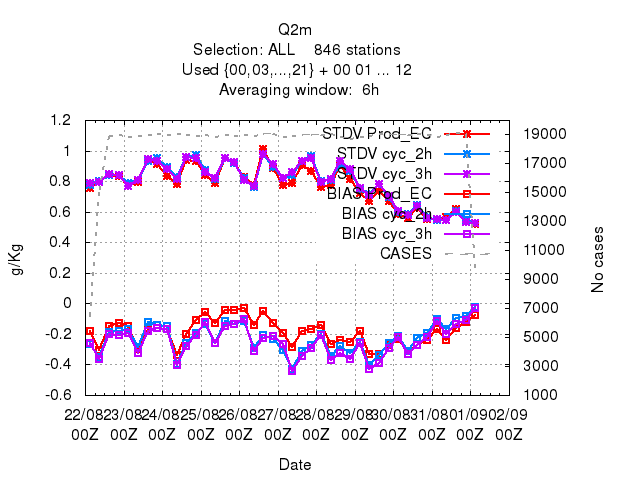 Q2m
Selection: ALL    846 stations
Used {00,03,...,21} + 00 01 ... 12
Averaging window:  6h
STDV Prod_EC
STDV cyc_2h
STDV cyc_3h
BIAS Prod_EC
BIAS cyc_2h
BIAS cyc_3h
CASES
g/Kg
1.2
1
0.8
0.6
0.4
0.2
0
-0.2
-0.4
-0.6
19000
17000
15000
13000
11000
9000
7000
5000
3000
1000
No cases
22/08 23/08 24/08 25/08 26/08 27/08 28/08 29/08 30/08 31/08 01/09 02/09
00Z 00Z 00Z 00Z 00Z 00Z 00Z 00Z 00Z 00Z 00Z 00Z
Date